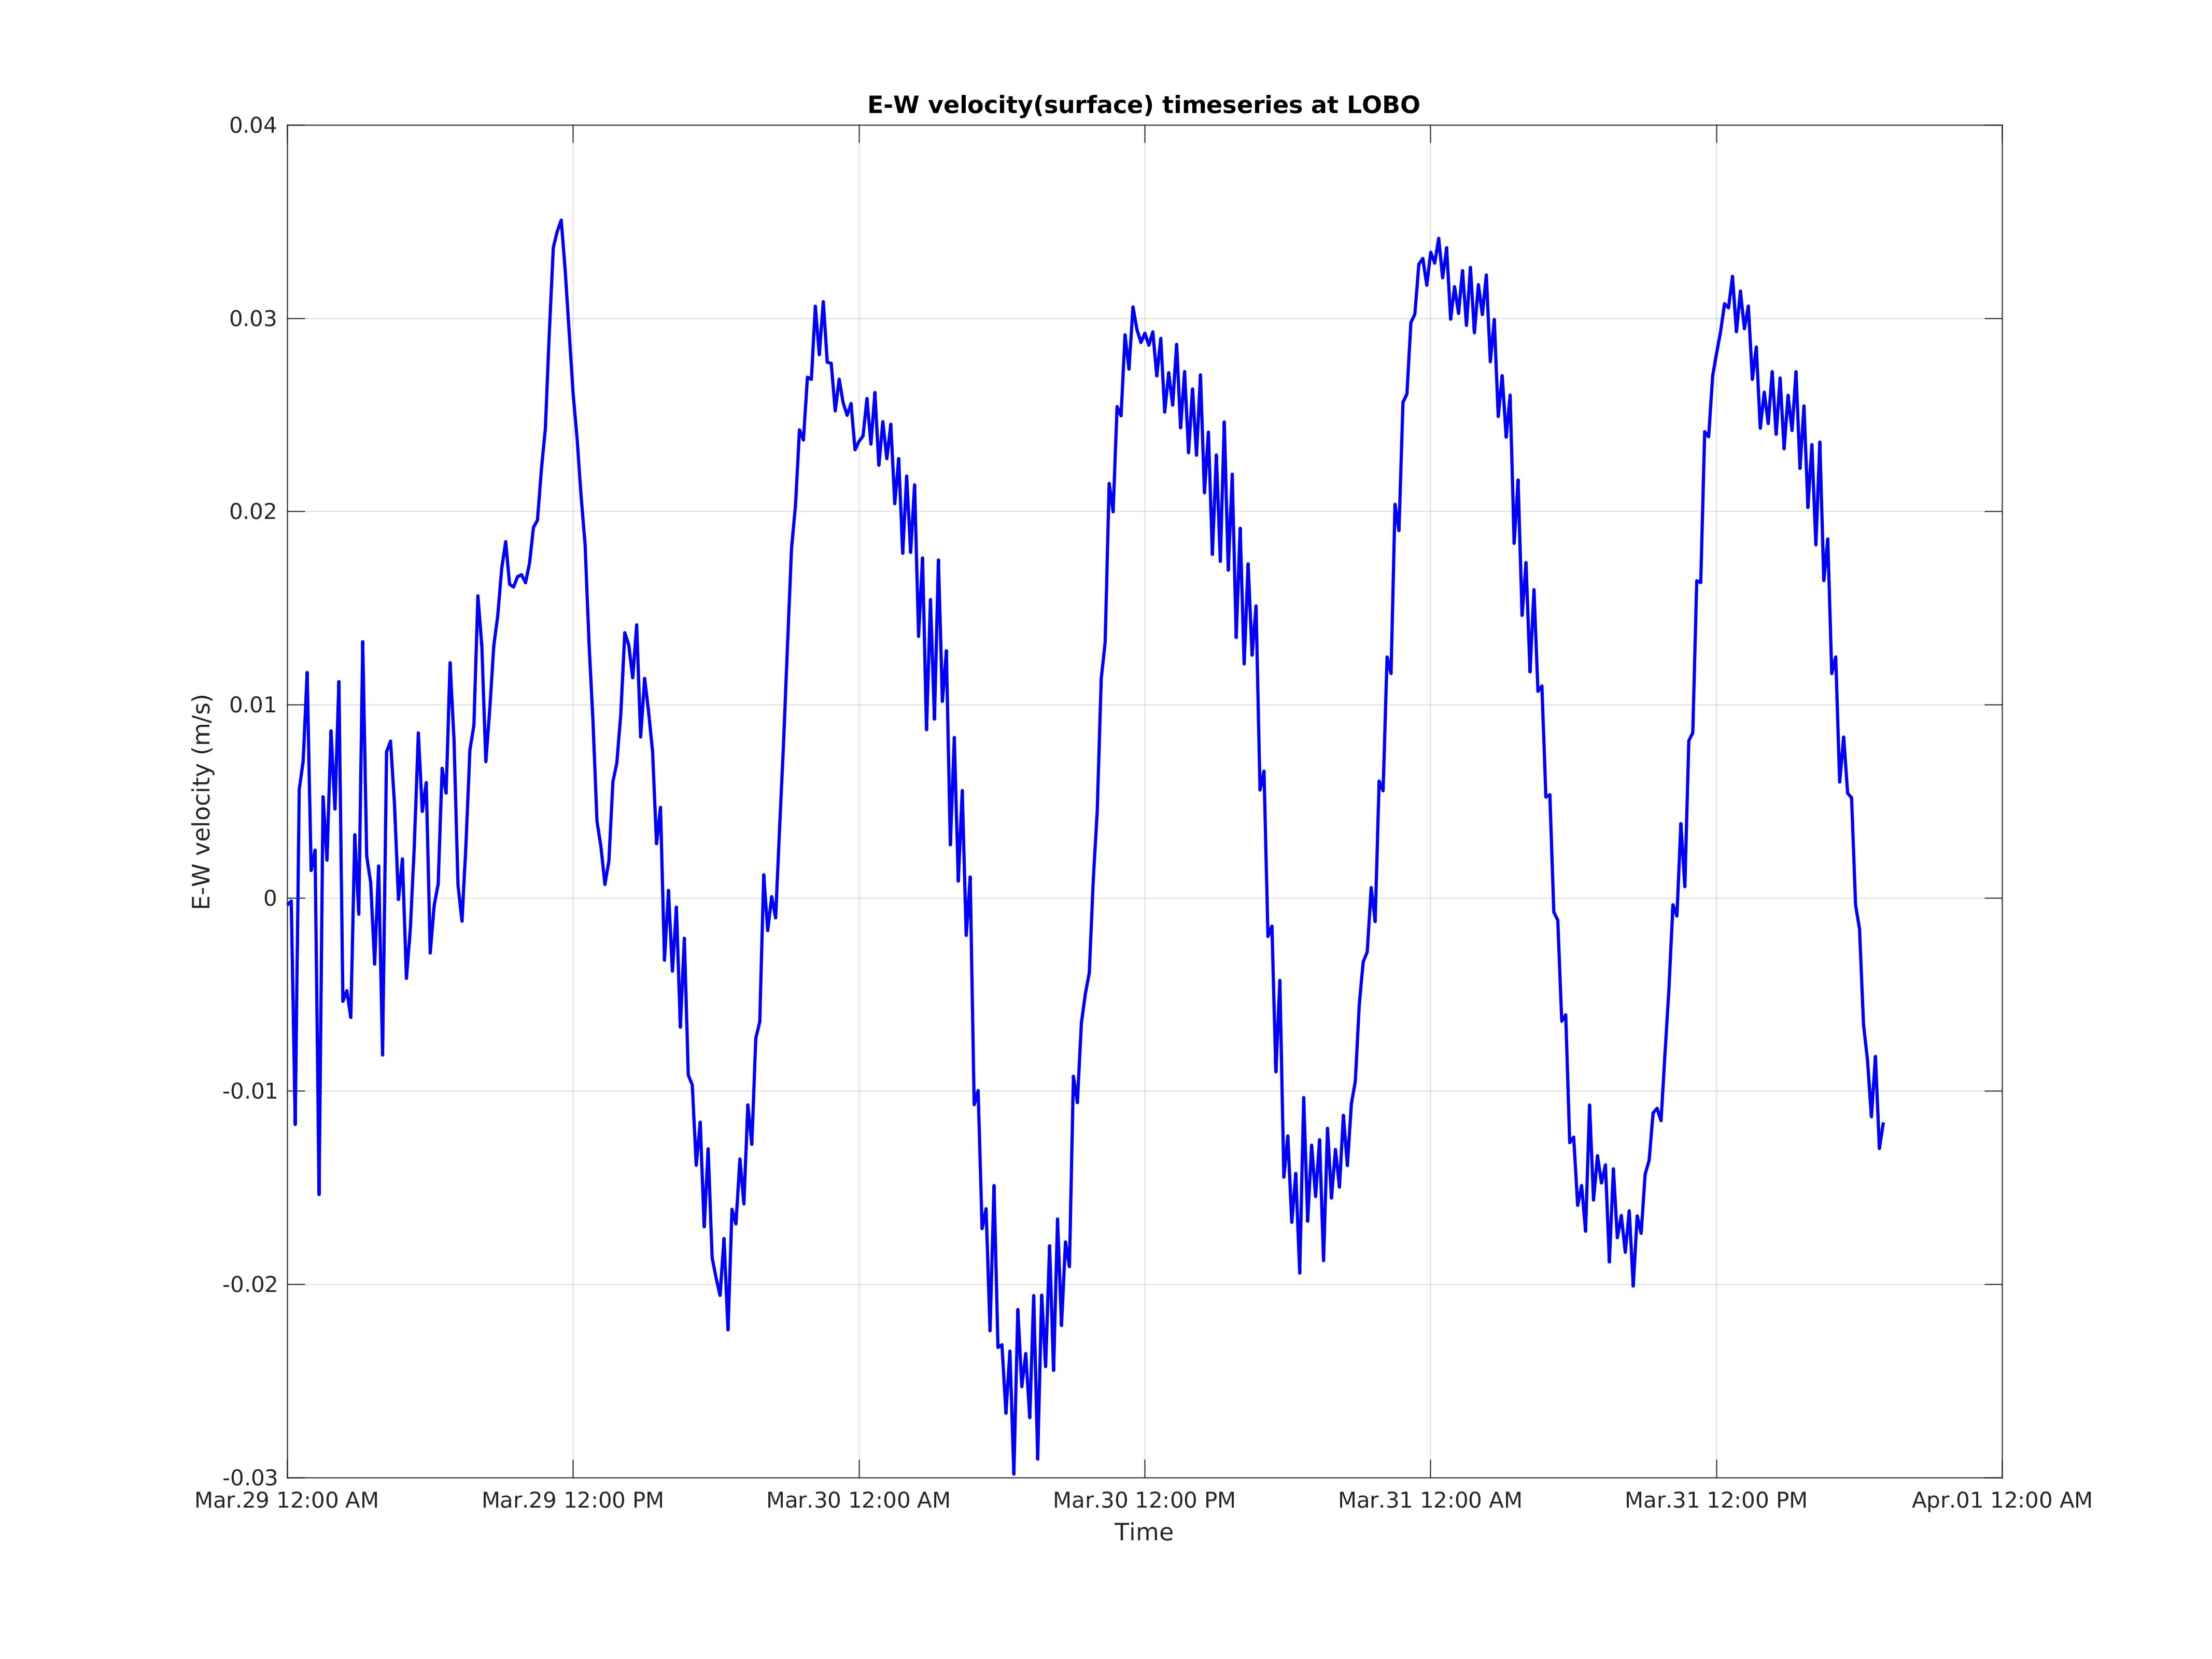 E-W velocity(surface) timeseries at LOBO
0.04
0.03
0.02
0.01
0
-0.01
-0.02
-0.03
E-W velocity (m/s)
Mar.29 12:00 AM Mar.29 12:00 PM Mar.30 12:00 AM Mar.30 12:00 PM Mar.31 12:00 AM Mar.31 12:00 PM Apr.01 12:00 AM
Time